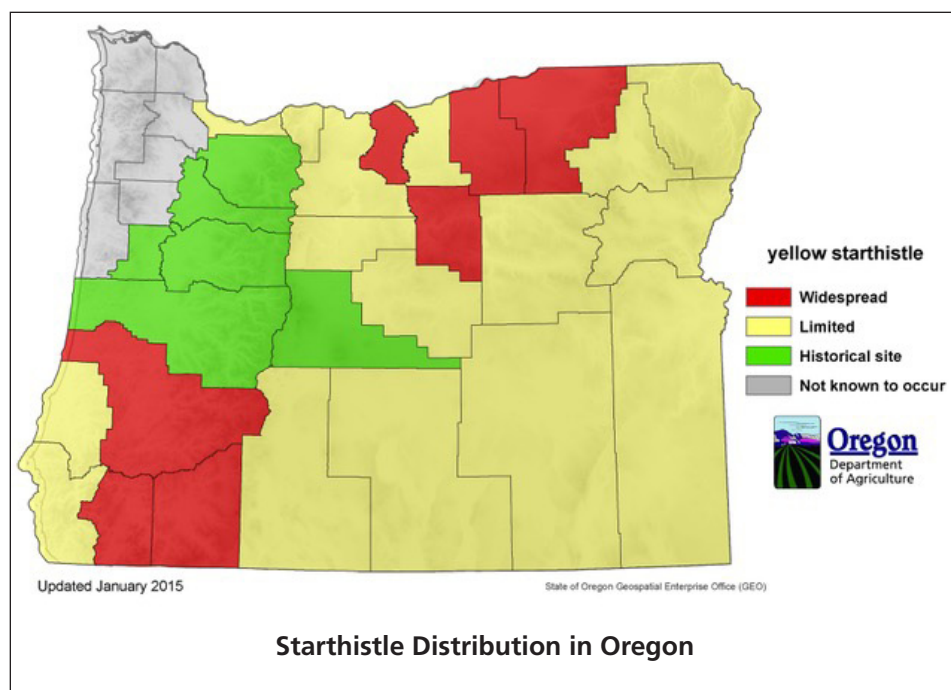 yellow starthistle
Widespread
Limited
Historical site
Not known to occur
Oregon
Department
of Agriculture
Updated January 2015
State of Oregon Geospatial Enterprise Office (GEO)
Starthistle Distribution in Oregon